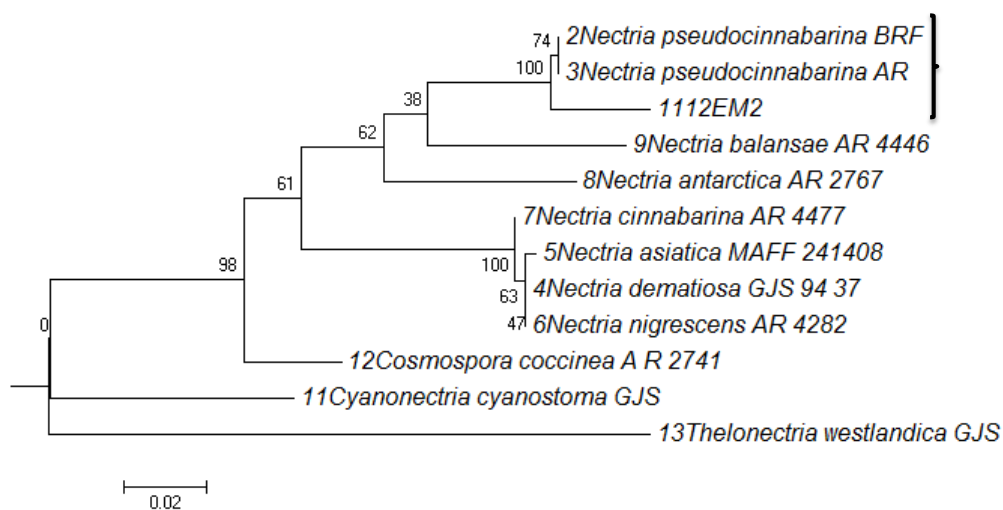 74
2Nectria pseudocinnabarina BRF
100
3Nectria pseudocinnabarina AR
38
1112EM2
62
9Nectria balansae AR 4446
61
8Nectria antarctica AR 2767
7Nectria cinnabarina AR 4477
98
100
5Nectria asiatica MAFF 241408
63
4Nectria dematiosa GJS 94 37
0
47
6Nectria nigrescens AR 4282
12Cosmospora coccinea A R 2741
11Cyanonectria cyanostoma GJS
13Thelonectria westlandica GJS
0.02